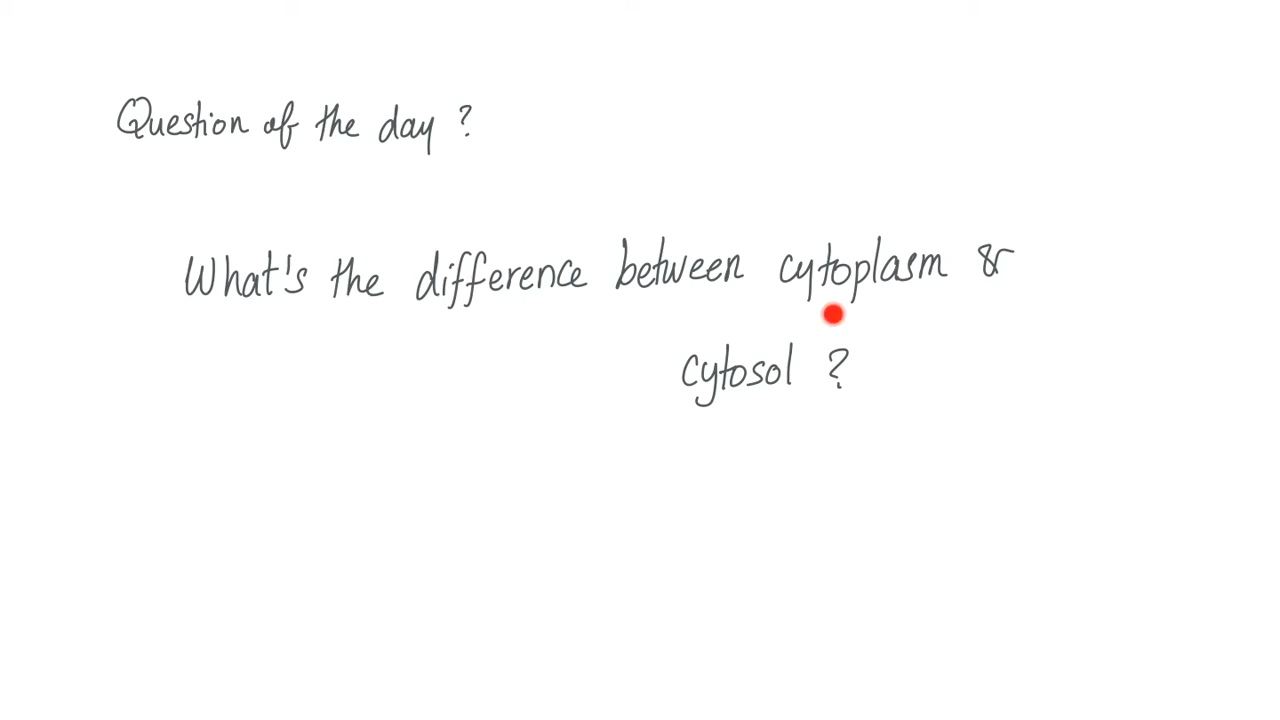 Question of the day ?
What's the difference between cytoplasm &
cytosol ?